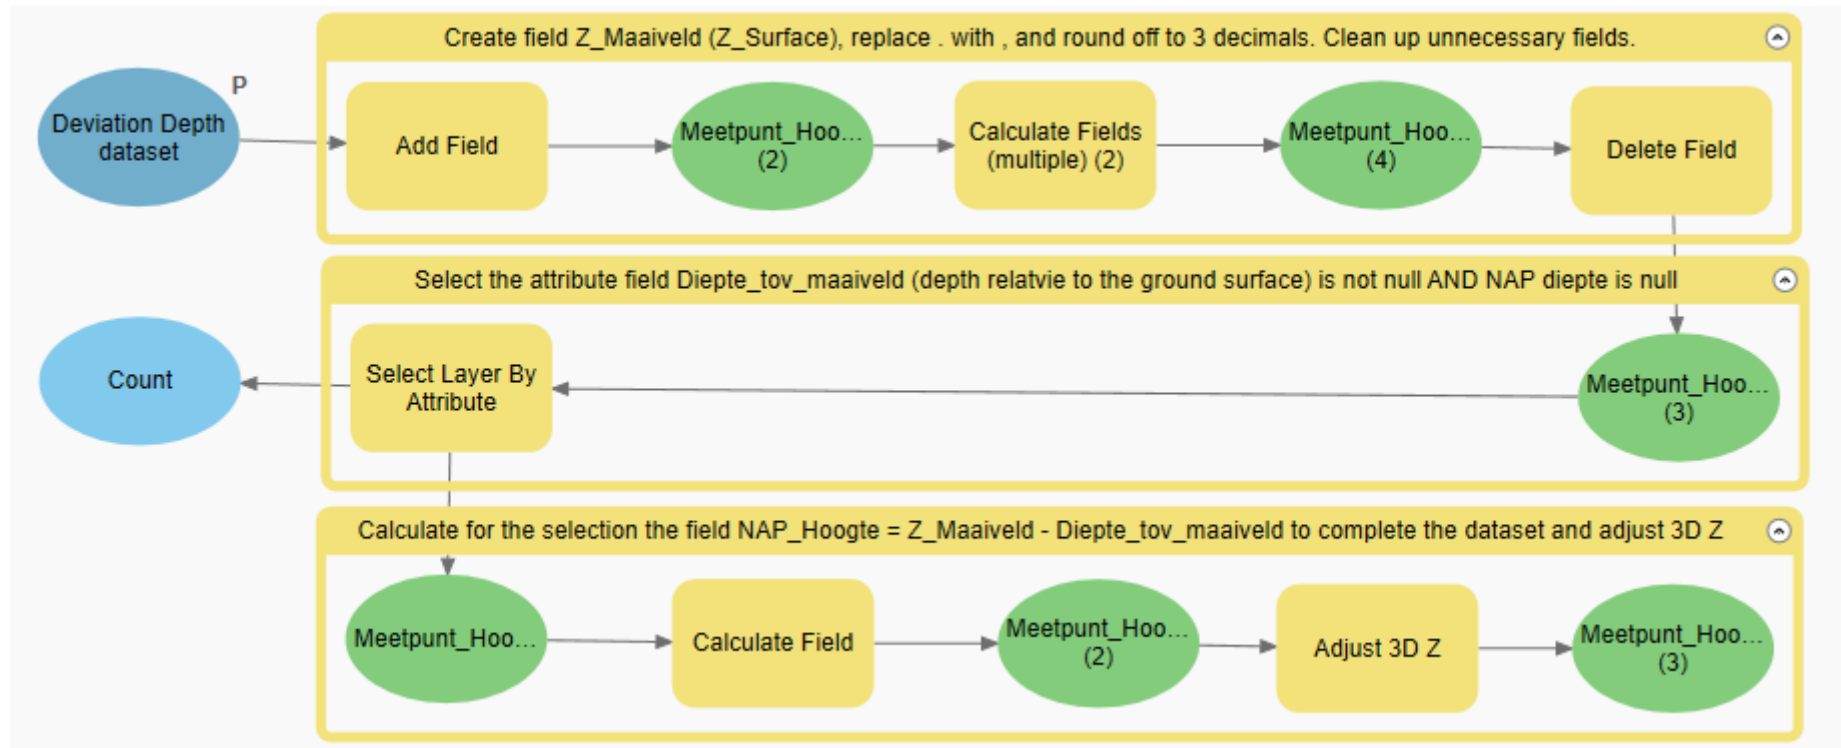 Create field Z_Maaiveld (Z_Surface), replace . with , and round off to 3 decimals. Clean up unnecessary fields.
P
Deviation Depth
dataset
Add Field
Meetpunt_Hoo...
(2)
Calculate Fields
(multiple) (2)
Meetpunt_Hoo...
(4)
Delete Field
Select the attribute field Diepte_tov_maaiveld (depth relatvie to the ground surface) is not null AND NAP diepte is null
Count
Select Layer By
Attribute
Meetpunt_Hoo...
(3)
Calculate for the selection the field NAP_Hoogte = Z_Maaiveld - Diepte_tov_maaiveld to complete the dataset and adjust 3D Z
Meetpunt_Hoo...
Calculate Field
Meetpunt_Hoo...
(2)
Adjust 3D Z
Meetpunt_Hoo...
(3)